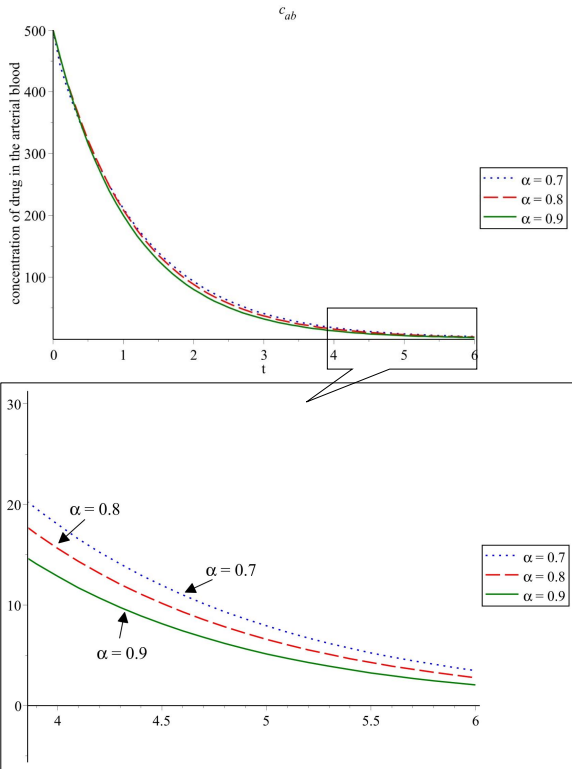 c_ab
concentration of drug in the arterial blood
500
400
300
200
100
0 1 2 3 4 5 6
t
α = 0.7
α = 0.8
α = 0.9
30
20
10
0
4 4.5 5 5.5 6
α = 0.8
α = 0.7
α = 0.9
α = 0.7
α = 0.8
α = 0.9